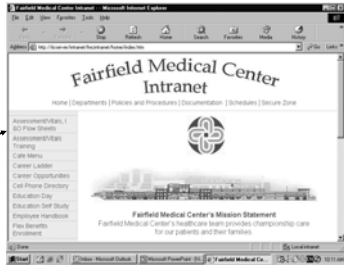 Fairfield Medical Center Intranet - Microsoft Internet Explorer
File Edit View Favorites Tools Help
Stop Refresh Home Search Favorites Media History
Address
Go Links
Fairfield Medical Center
Intranet
Home | Departments | Policies and Procedures | Documentation | Schedules | Secure Zone
Assessment/Vitals, I
&O Flow Sheets
Assessment/Vitals
Training
Cafe Menu
Career Ladder
Career Opportunities
Cell Phone Directory
Education Day
Education Self Study
Employee Handbook
Flex Benefits
Enrollment
Fairfield Medical Center's Mission Statement
Fairfield Medical Center's healthcare team provides championship care
for our patients and their families.
Done
Local intranet
Start
Inbox - Microsoft Outlook
Microsoft PowerPoint
Fairfield Medical Ce...
10:11 AM